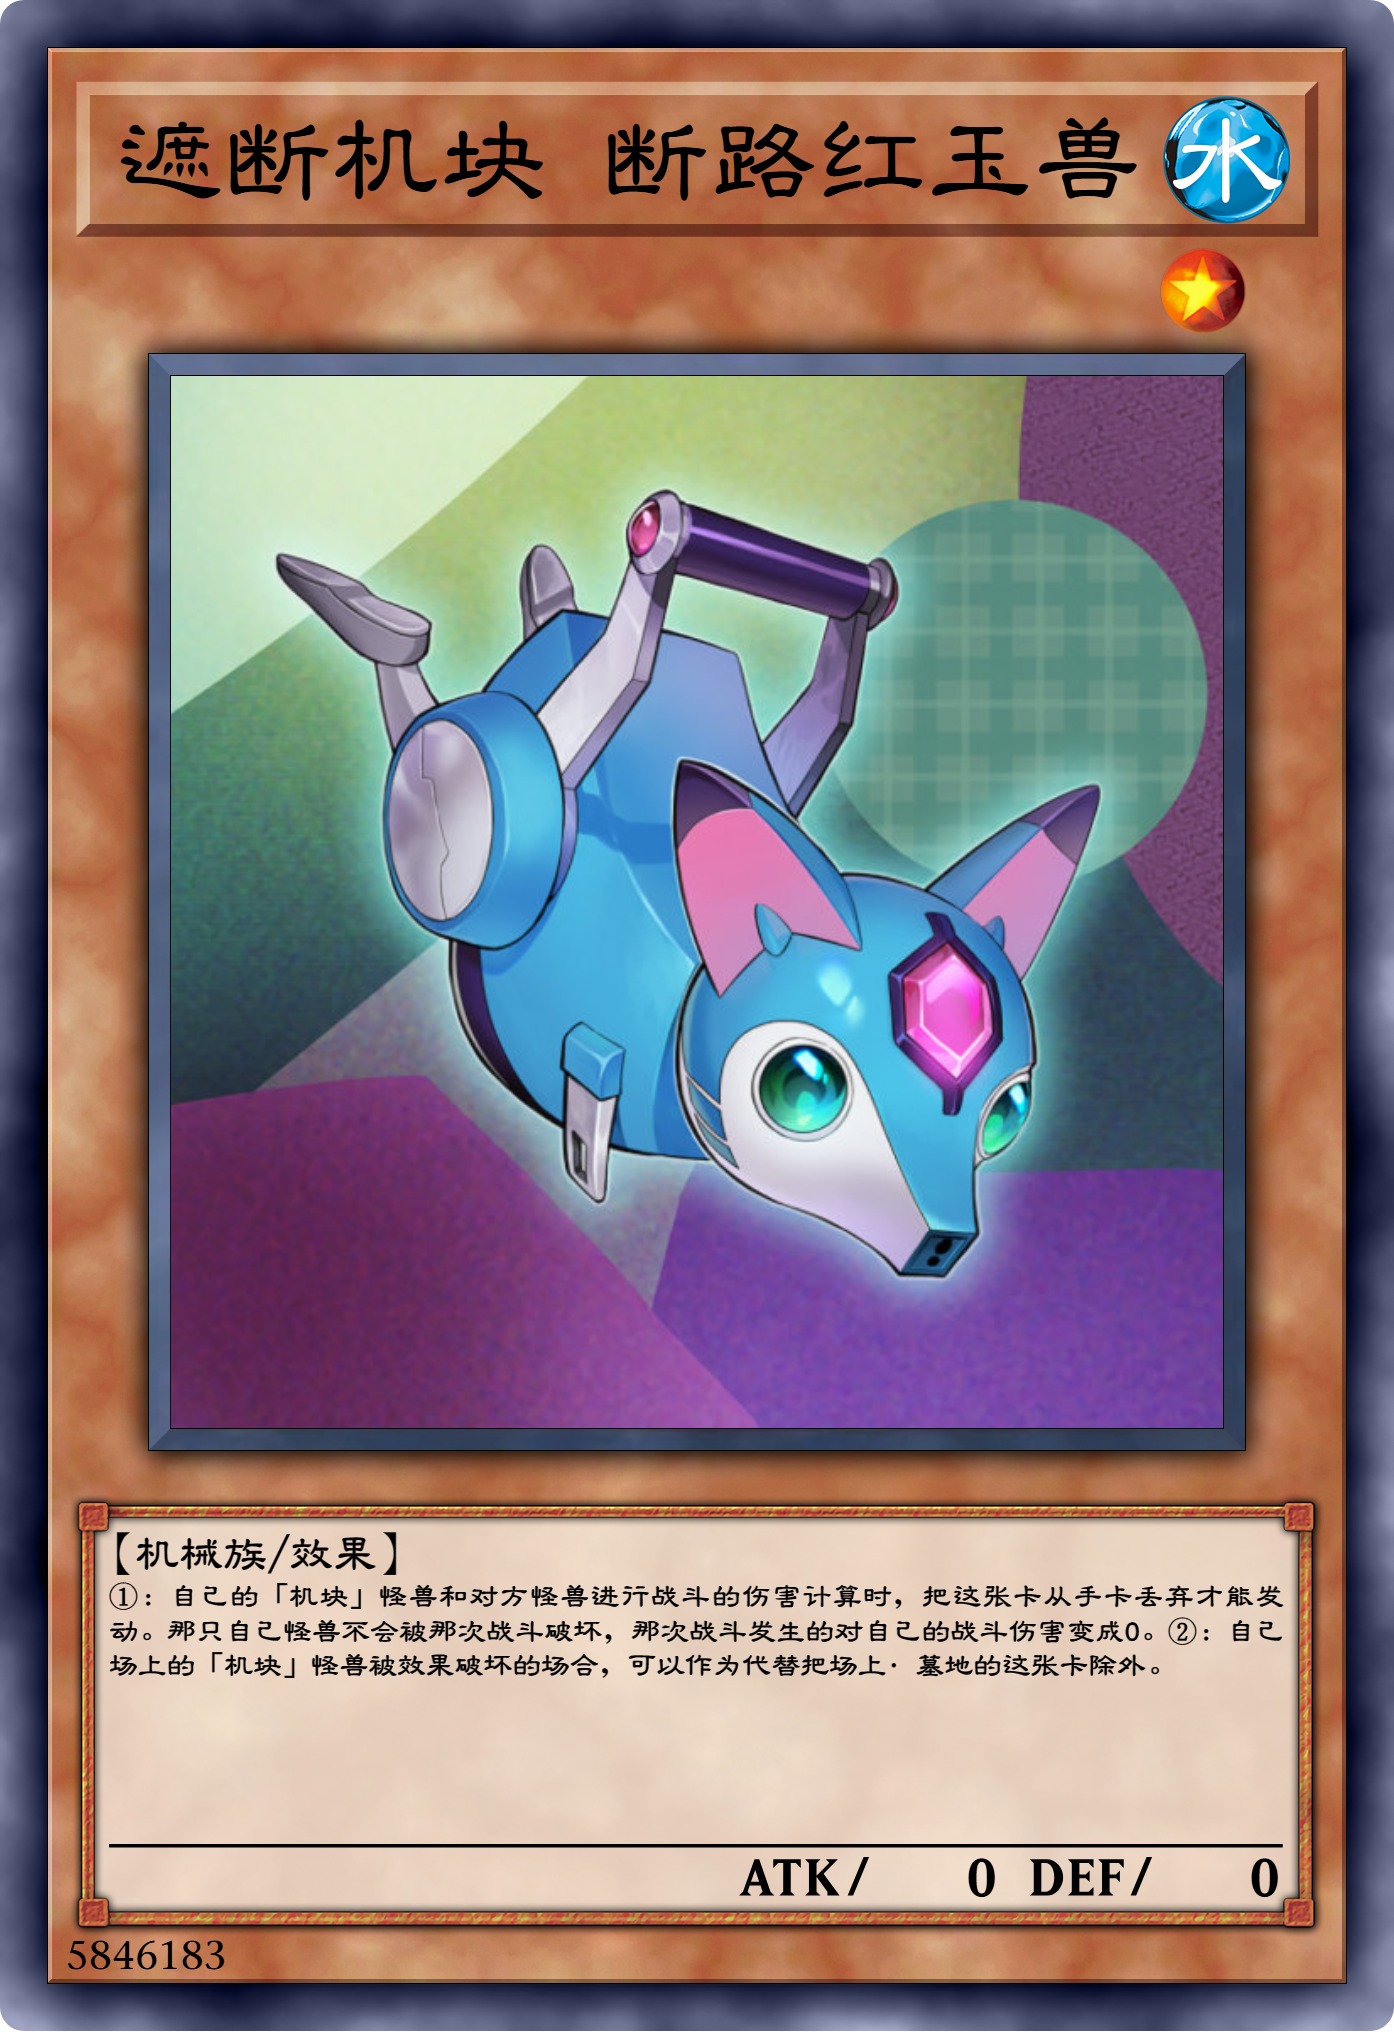 遮断机块 断路红玉兽
水
【机械族/效果】
①：自己的「机块」怪兽和对方怪兽进行战斗的伤害计算时，把这张卡从手卡丢弃才能发
动。那只自己怪兽不会被那次战斗破坏，那次战斗发生的对自己的战斗伤害变成0。②：自己
场上的「机块」怪兽被效果破坏的场合，可以作为代替把场上·墓地的这张卡除外。
ATK/ 0 DEF/ 0
5846183